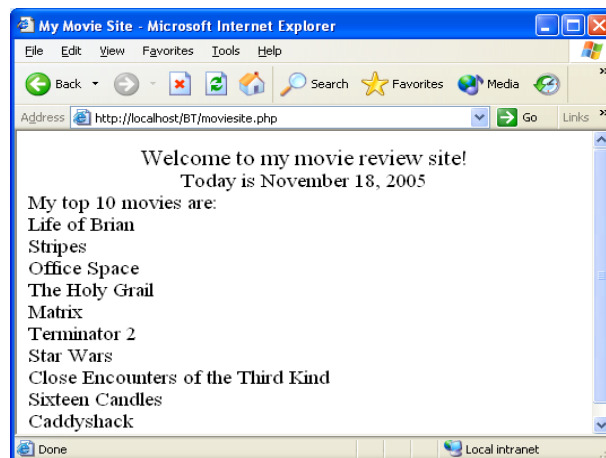 My Movie Site - Microsoft Internet Explorer
File Edit View Favorites Tools Help
Back Search Favorites Media »
Address http://localhost/BT/moviesite.php Go Links »
Welcome to my movie review site!
Today is November 18, 2005
My top 10 movies are:
Life of Brian
Stripes
Office Space
The Holy Grail
Matrix
Terminator 2
Star Wars
Close Encounters of the Third Kind
Sixteen Candles
Caddyshack
Done Local intranet